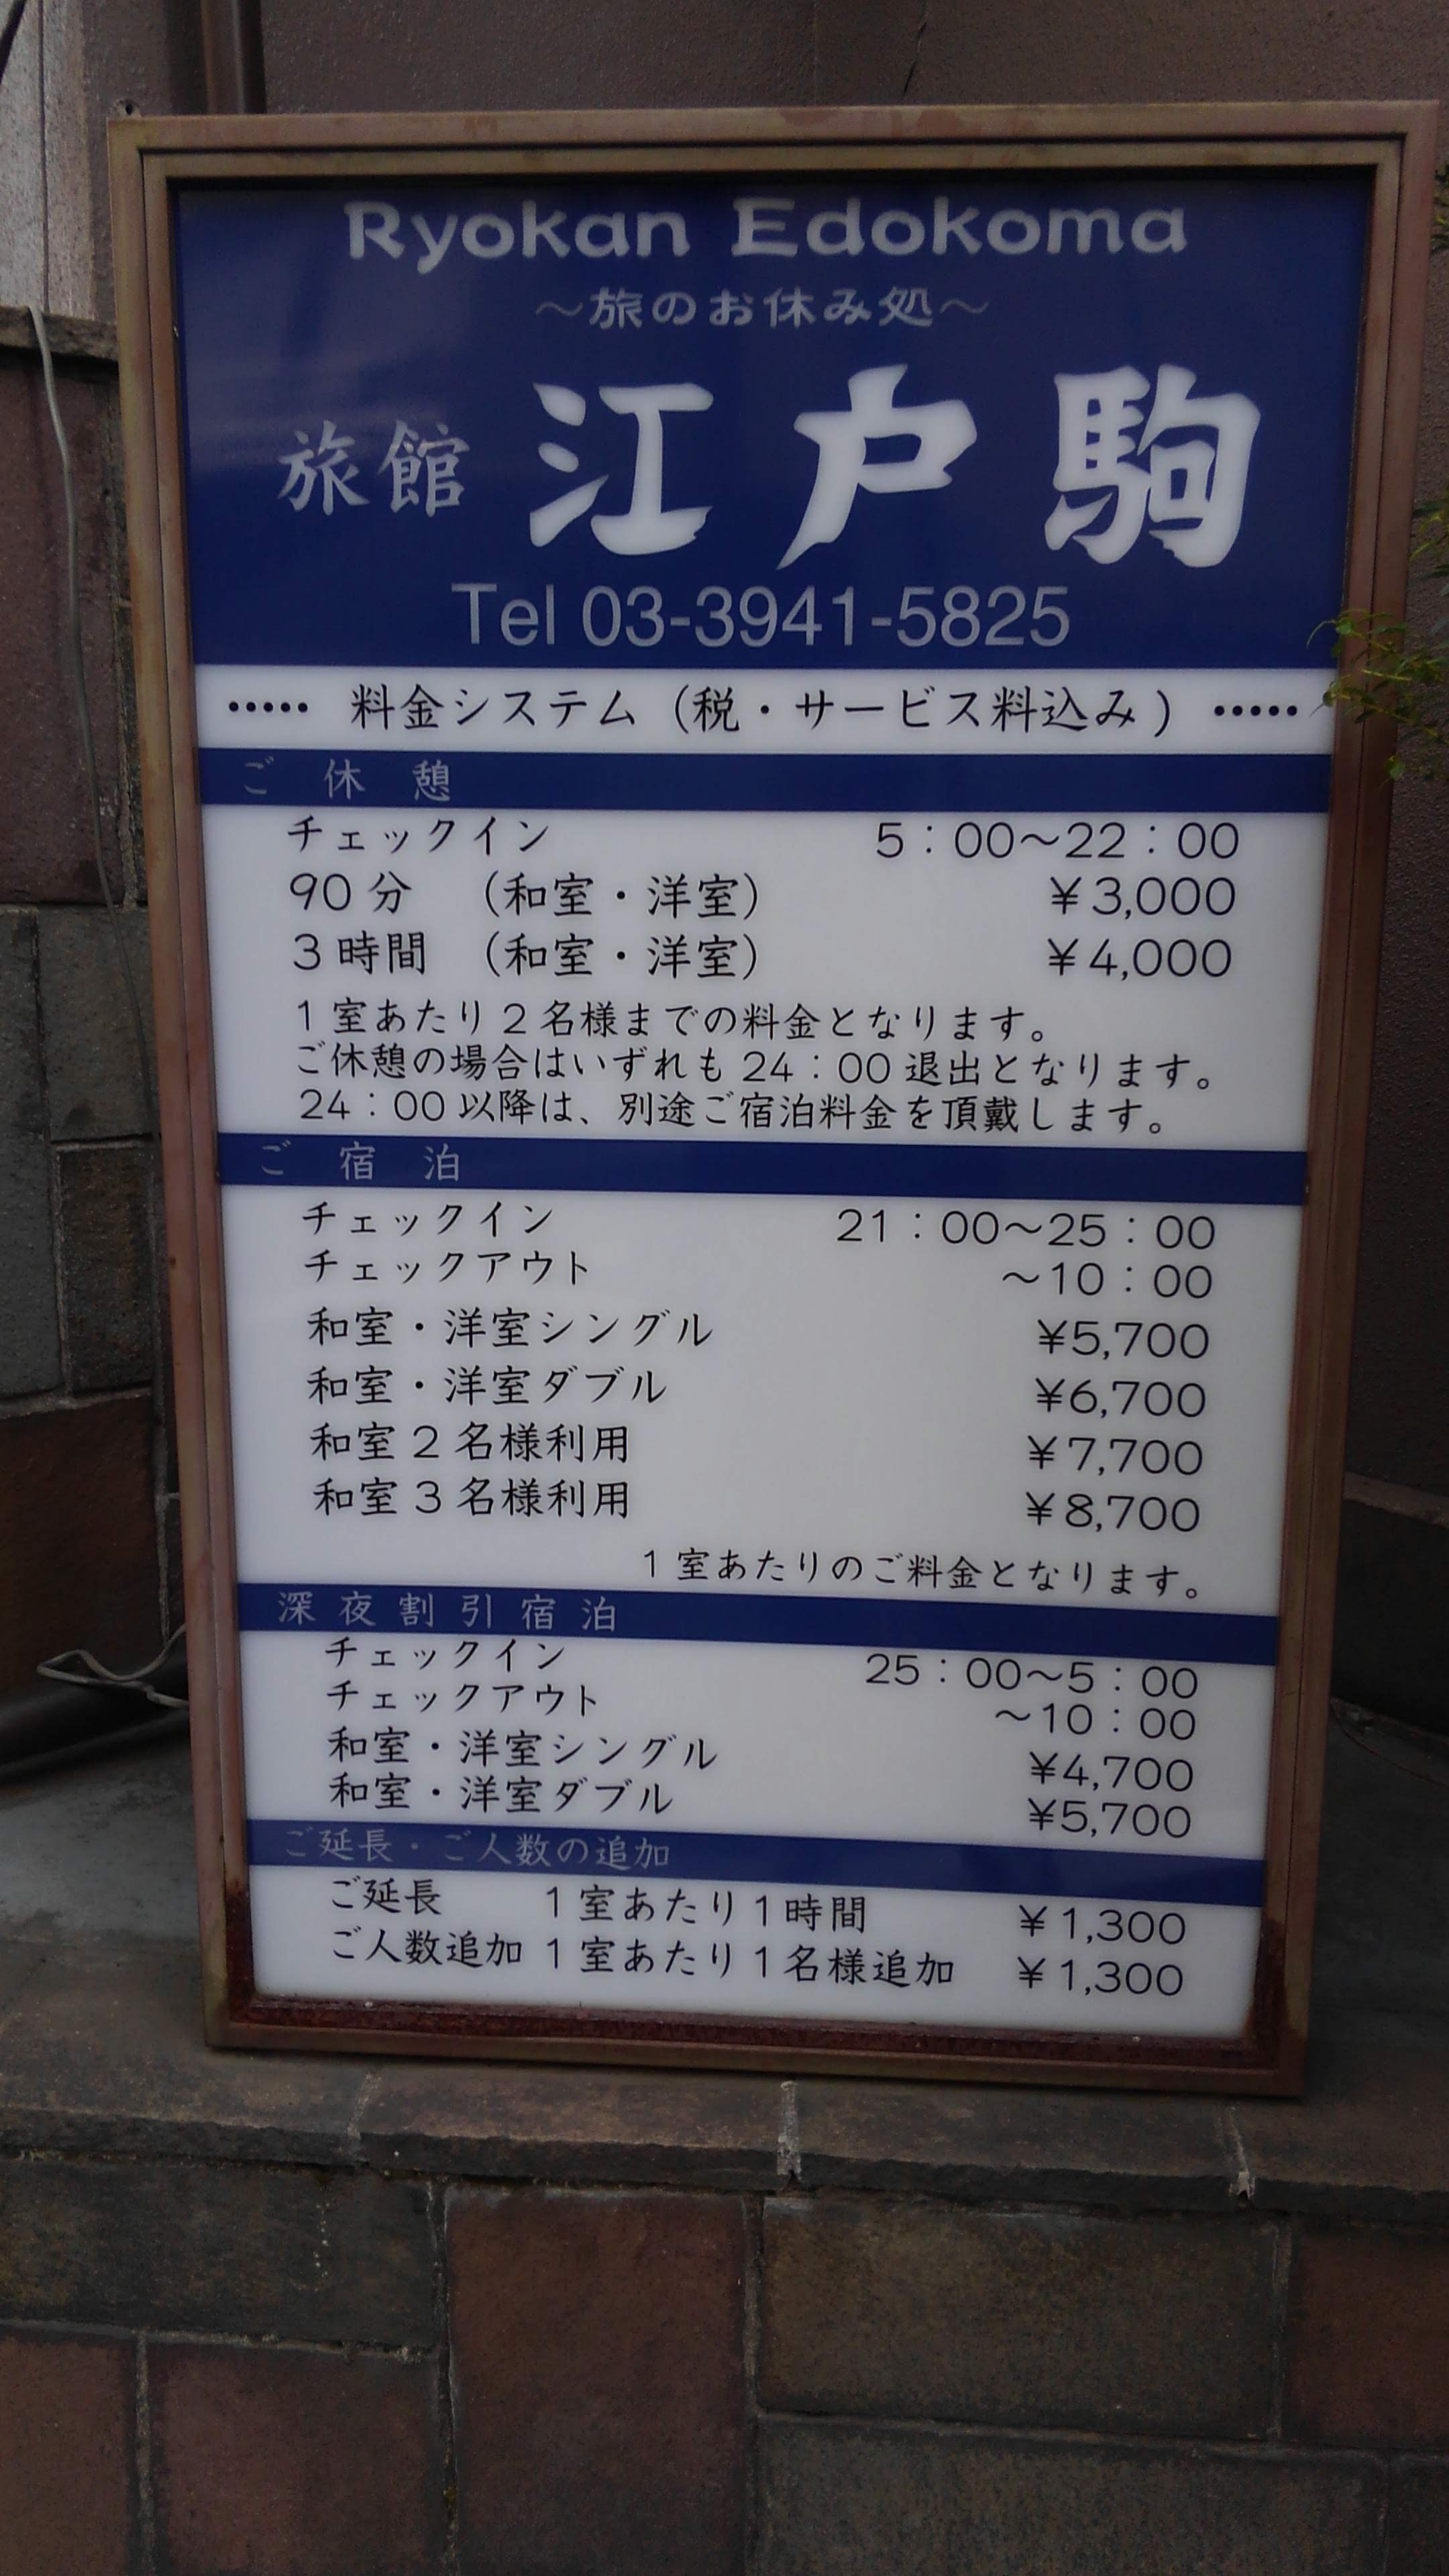 Ryokan Edokoma
～旅のお休み処～
旅館 江戸駒
Tel 03-3941-5825
····· 料金システム（税・サービス料込み） ·····
ご休憩
チェックイン 5：00～22：00
90分 （和室・洋室） ￥3,000
3時間 （和室・洋室） ￥4,000
1室あたり2名様までの料金となります。
ご休憩の場合はいずれも24：00退出となります。
24：00以降は、別途ご宿泊料金を頂戴します。
ご宿泊
チェックイン 21：00～25：00
チェックアウト ～10：00
和室・洋室シングル ￥5,700
和室・洋室ダブル ￥6,700
和室2名様利用 ￥7,700
和室3名様利用 ￥8,700
1室あたりのご料金となります。
深夜割引宿泊
チェックイン 25：00～5：00
チェックアウト ～10：00
和室・洋室シングル ￥4,700
和室・洋室ダブル ￥5,700
ご延長・ご人数の追加
ご延長 1室あたり1時間 ￥1,300
ご人数追加 1室あたり1名様追加 ￥1,300